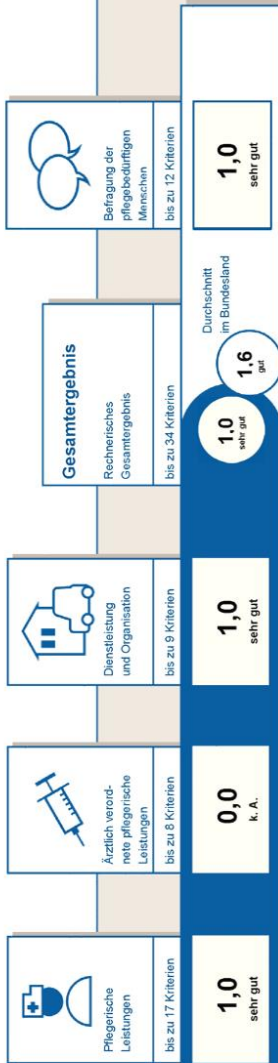 Pflegerische
Leistungen
bis zu 17 Kriterien
1,0
sehr gut
Ärztlich verord-
nete pflegerische
Leistungen
bis zu 8 Kriterien
0,0
k. A.
Dienstleistung
und Organisation
bis zu 9 Kriterien
1,0
sehr gut
Gesamtergebnis
Rechnerisches
Gesamtergebnis
bis zu 34 Kriterien
1,0
sehr gut
Durchschnitt
im Bundesland
1,6
gut
Befragung der
pflegebedürftigen
Menschen
bis zu 12 Kriterien
1,0
sehr gut